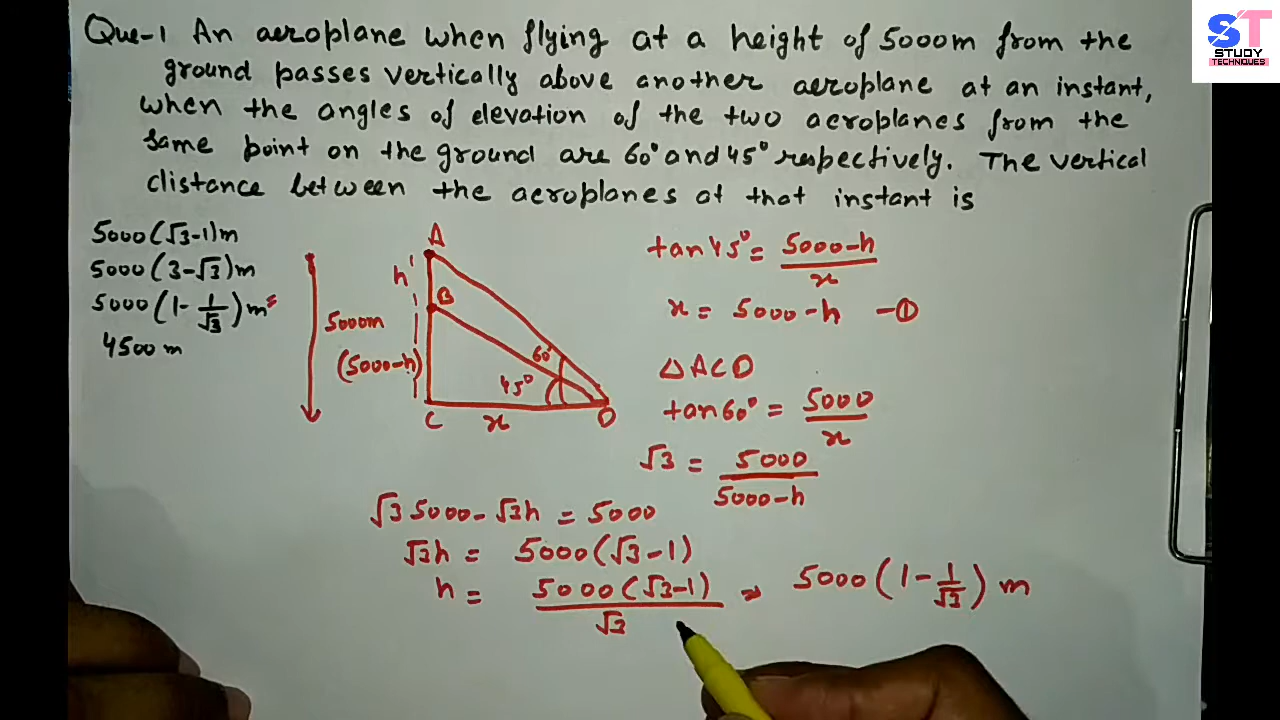 Que-1 An aeroplane when flying at a height of 5000m from the
ground passes vertically above another aeroplane at an instant,
when the angles of elevation of the two aeroplanes from the
same point on the ground are 60° and 45° respectively. The vertical
distance between the aeroplanes at that instant is
ST
STUDY
TECHNIQUES
5000(√3-1)m
5000(3-√3)m
5000(1-1/√3)m
4500m
A
h
B
5000m
(5000-h)
60°
45°
C
x
D
tan45° = 5000-h/x
x = 5000-h -①
△ACD
tan60° = 5000/x
√3 = 5000/5000-h
√3 5000-√3h = 5000
√3h = 5000(√3-1)
h = 5000(√3-1)/√3 ⇒ 5000(1-1/√3)m